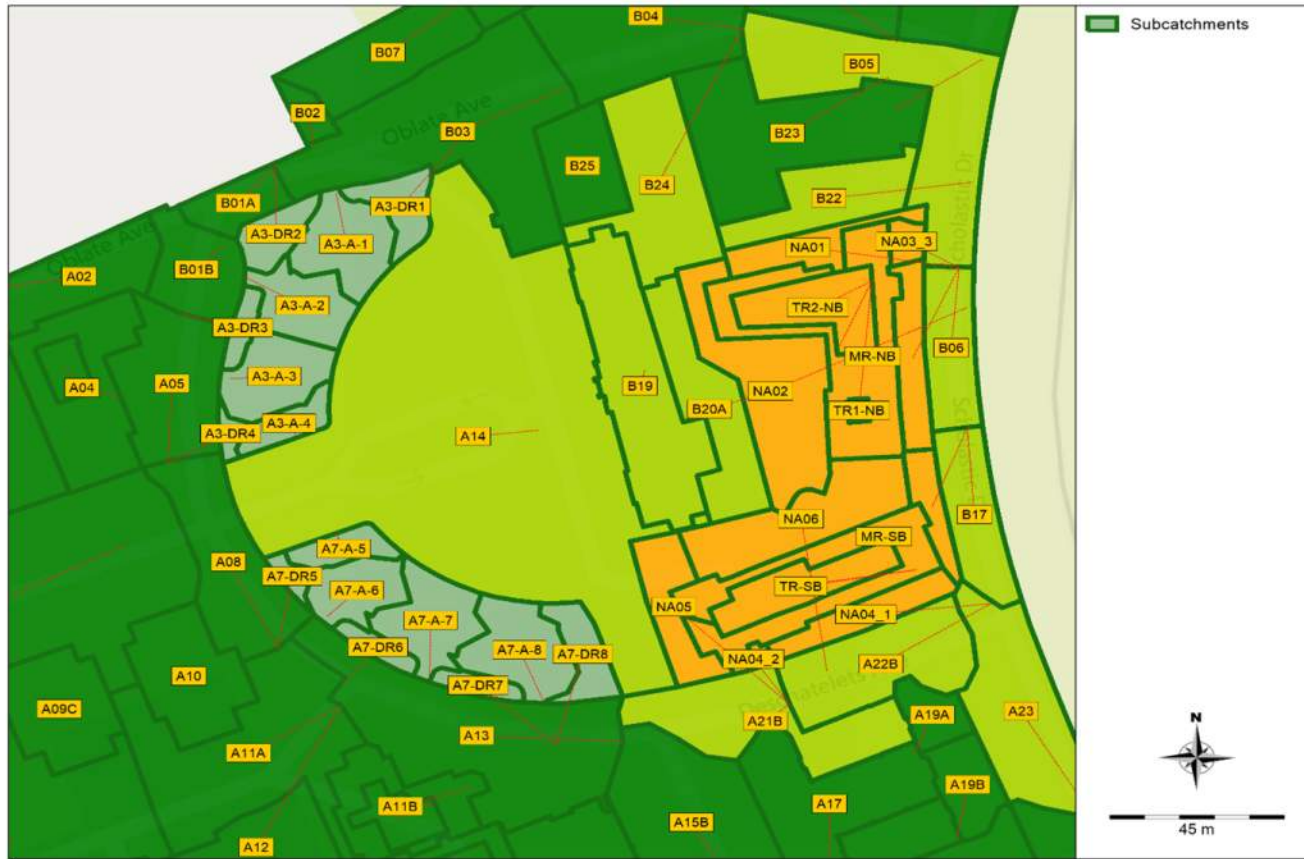 Subcatchments
B04
B07
B05
B02
Oblate Ave
B03
B23
B25
B24
B22
B01A
A3-DR1
A3-DR2
A3-A-1
NA01
NA03_3
Scholastic Dr
Oblate Ave
A02
B01B
A3-A-2
TR2-NB
A3-DR3
B06
MR-NB
A3-A-3
A04
A05
B19
NA02
B20A
TR1-NB
A3-A-4
A3-DR4
A14
B17
NA06
MR-SB
A7-A-5
A08
A7-DR5
A7-A-6
TR-SB
NA05
NA04_1
A7-A-7
A7-DR6
A7-A-8
A7-DR8
NA04_2
A22B
A10
A7-DR7
A09C
A21B
A19A
A23
A13
A11A
N
A19B
A11B
A17
A15B
A12
45 m